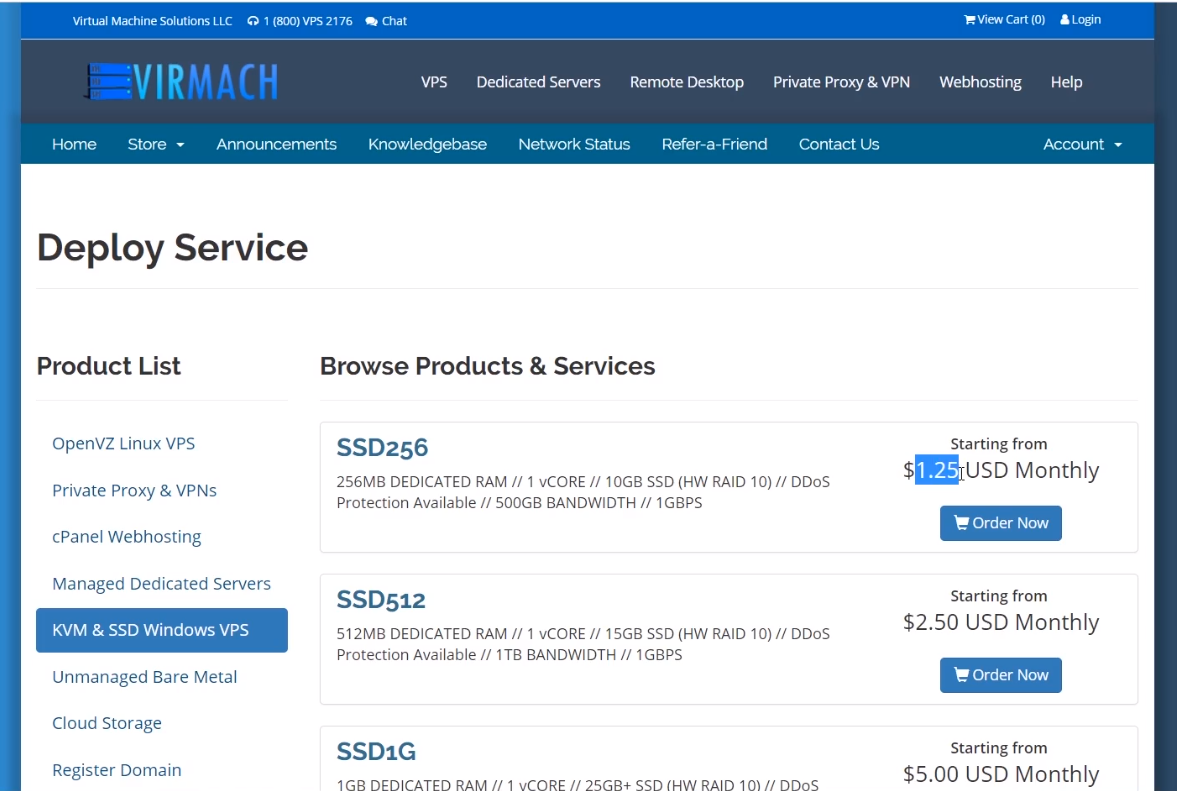 Virtual Machine Solutions LLC 1 (800) VPS 2176 Chat View Cart (0) Login
VIRMACH
VPS Dedicated Servers Remote Desktop Private Proxy & VPN Webhosting Help
Home Store Announcements Knowledgebase Network Status Refer-a-Friend Contact Us Account
Deploy Service
Product List
OpenVZ Linux VPS
Private Proxy & VPNs
cPanel Webhosting
Managed Dedicated Servers
KVM & SSD Windows VPS
Unmanaged Bare Metal
Cloud Storage
Register Domain
Browse Products & Services
SSD256
256MB DEDICATED RAM // 1 vCORE // 10GB SSD (HW RAID 10) // DDoS
Protection Available // 500GB BANDWIDTH // 1GBPS
Starting from
$1.25 USD Monthly
Order Now
SSD512
512MB DEDICATED RAM // 1 vCORE // 15GB SSD (HW RAID 10) // DDoS
Protection Available // 1TB BANDWIDTH // 1GBPS
Starting from
$2.50 USD Monthly
Order Now
SSD1G
1GB DEDICATED RAM // 1 vCORE // 25GB+ SSD (HW RAID 10) // DDoS
Starting from
$5.00 USD Monthly